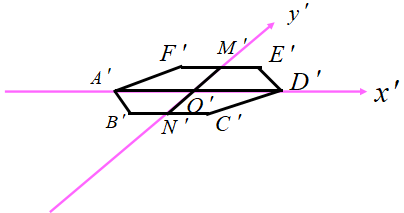 y′
F′ M′ E′
A′ D′
x′
O′
B′ N′ C′